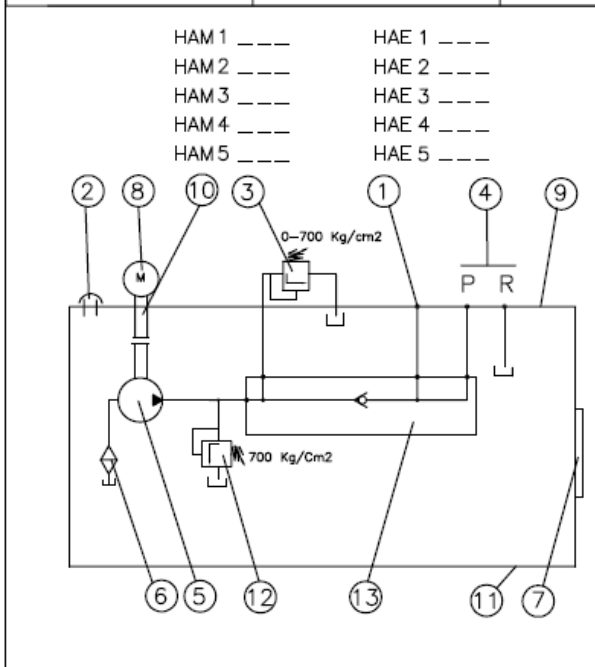 HAM 1 _ _ _ HAE 1 _ _ _
HAM 2 _ _ _ HAE 2 _ _ _
HAM 3 _ _ _ HAE 3 _ _ _
HAM 4 _ _ _ HAE 4 _ _ _
HAM 5 _ _ _ HAE 5 _ _ _
2 8 10 3 1 4 9
0-700 Kg/cm2
M
P R
700 Kg/Cm2
6 5 12 13 11 7